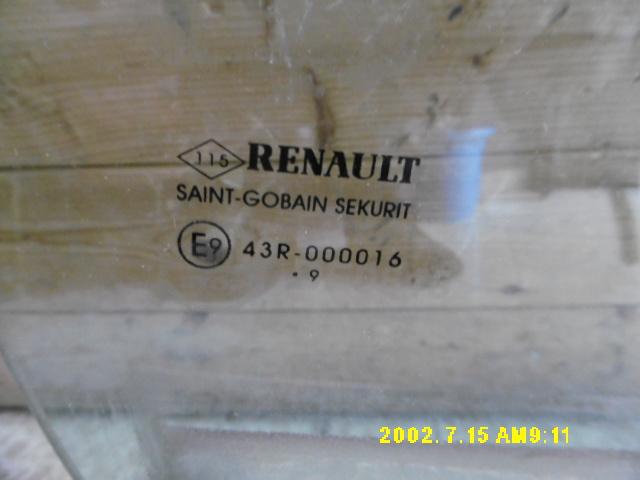 115 RENAULT
SAINT-GOBAIN SEKURIT
E9 43R-000016
. 9
2002.7.15 AM9:11